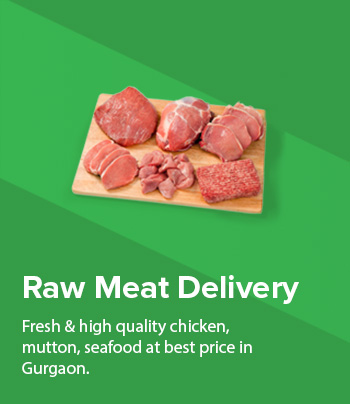 Raw Meat Delivery
Fresh & high quality chicken,
mutton, seafood at best price in
Gurgaon.